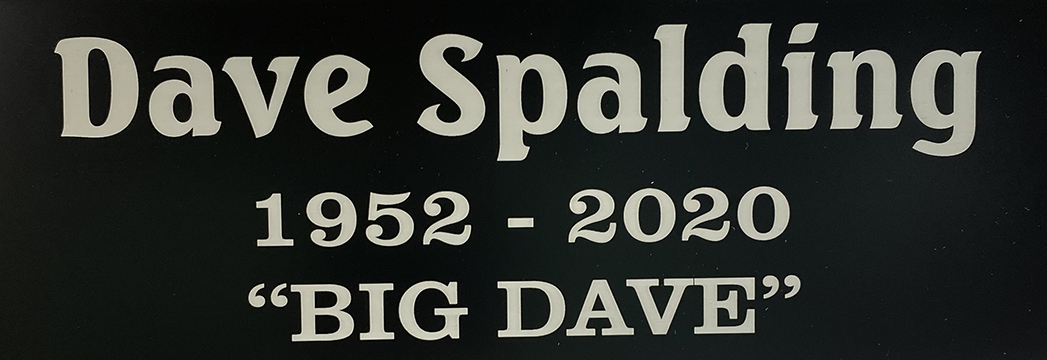 Dave Spalding
1952 - 2020
“BIG DAVE”